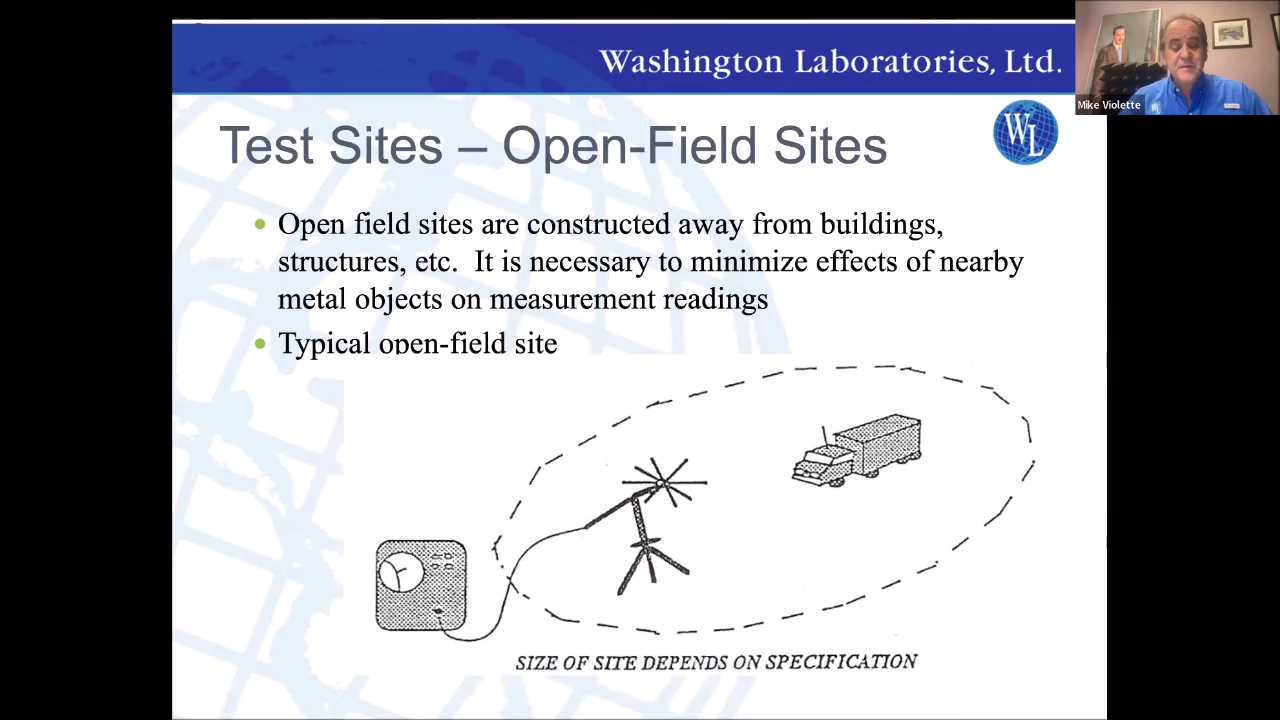 Washington Laboratories, Ltd.
Mike Violette
WL
Test Sites – Open-Field Sites
WL
• Open field sites are constructed away from buildings,
structures, etc.  It is necessary to minimize effects of nearby
metal objects on measurement readings
• Typical open-field site
SIZE OF SITE DEPENDS ON SPECIFICATION